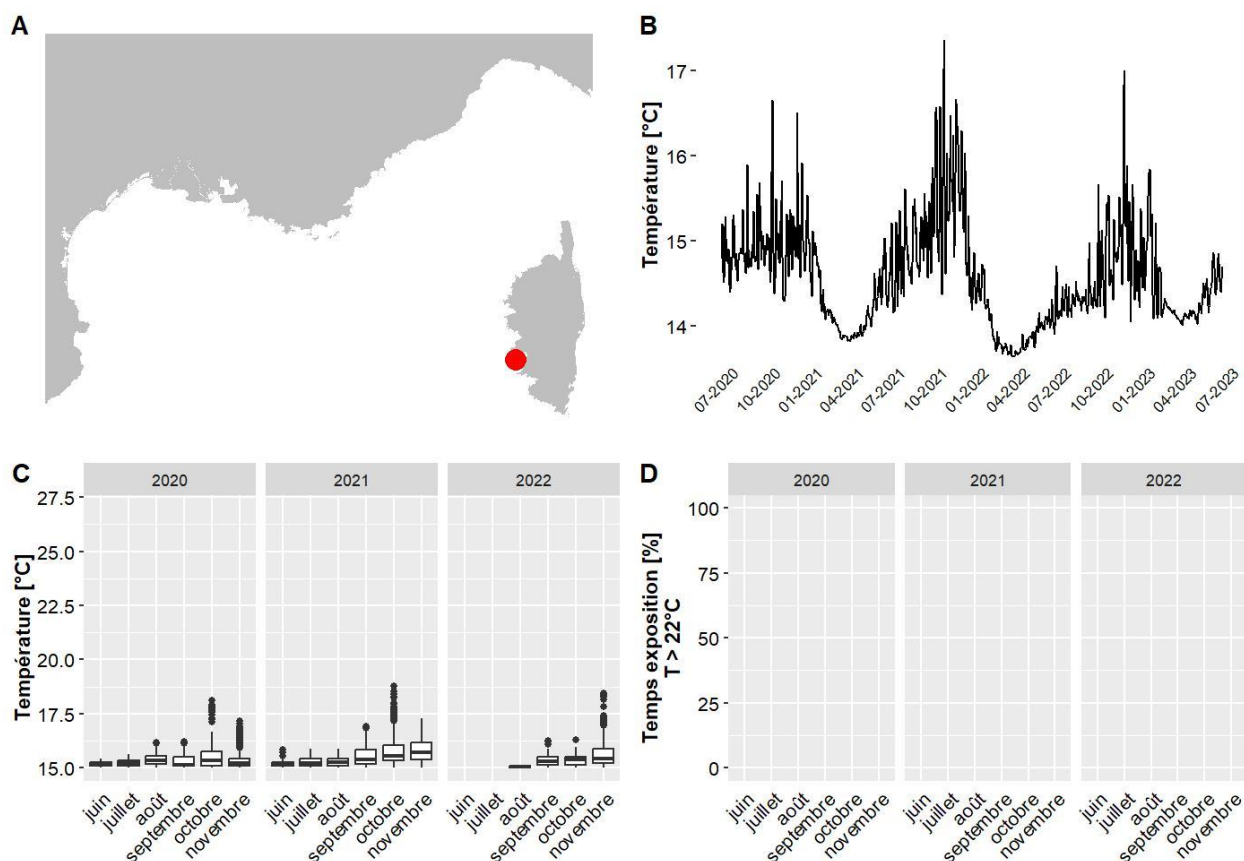 A
B
Température [°C]
17
16
15
14
07-2020
10-2020
01-2021
04-2021
07-2021
10-2021
01-2022
04-2022
07-2022
10-2022
01-2023
04-2023
07-2023
C
2020
2021
2022
Température [°C]
27.5
25.0
22.5
20.0
17.5
15.0
juin
juillet
août
septembre
octobre
novembre
juin
juillet
août
septembre
octobre
novembre
juin
juillet
août
septembre
octobre
novembre
D
2020
2021
2022
Temps exposition [%]
T > 22°C
100
75
50
25
0
juin
juillet
août
septembre
octobre
novembre
juin
juillet
août
septembre
octobre
novembre
juin
juillet
août
septembre
octobre
novembre